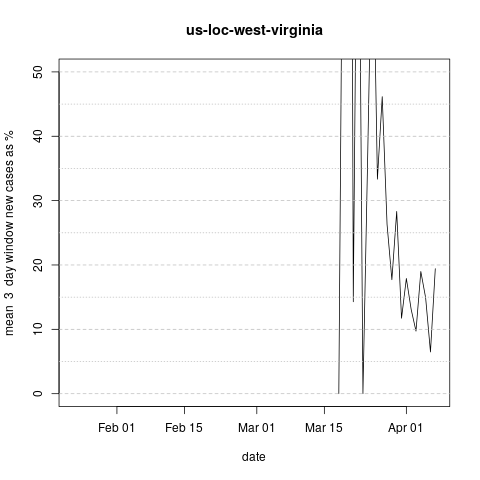 us-loc-west-virginia
mean 3 day window new cases as %
50
40
30
20
10
0
Feb 01 Feb 15 Mar 01 Mar 15 Apr 01
date